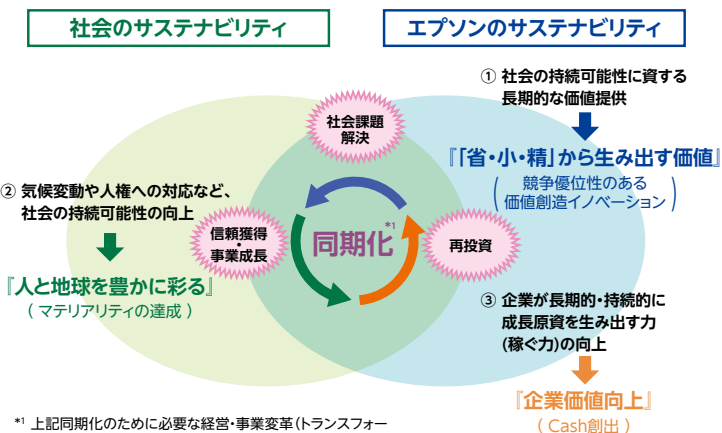 社会のサステナビリティ
エプソンのサステナビリティ
① 社会の持続可能性に資する
長期的な価値提供
『「省・小・精」から生み出す価値』
( 競争優位性のある
価値創造イノベーション )
社会課題
解決
② 気候変動や人権への対応など、
社会の持続可能性の向上
『人と地球を豊かに彩る』
( マテリアリティの達成 )
信頼獲得
・
事業成長
同期化*1
再投資
③ 企業が長期的・持続的に
成長原資を生み出す力
(稼ぐ力)の向上
『企業価値向上』
( Cash創出 )
*1 上記同期化のために必要な経営・事業変革(トランスフォー